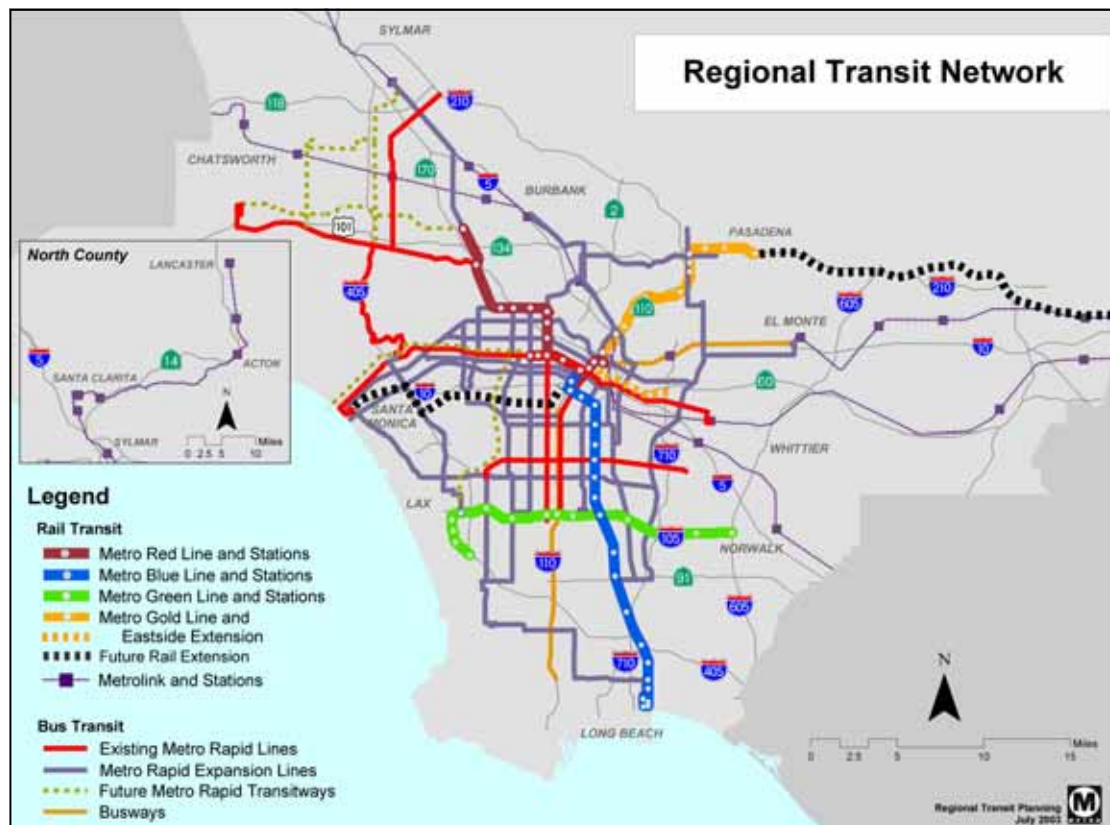 Regional Transit Network
SYLMAR
118
210
CHATSWORTH
170
5
BURBANK
2
101
134
PASADENA
North County
LANCASTER
405
110
605
210
EL MONTE
10
5
14
ACTON
SANTA CLARITA
N
60
SYLMAR
0 2.5 5 10 Miles
10
SANTA
MONICA
WHITTIER
710
5
LAX
105
NORWALK
110
91
605
710
405
LONG BEACH
Legend
Rail Transit
Metro Red Line and Stations
Metro Blue Line and Stations
Metro Green Line and Stations
Metro Gold Line and
Eastside Extension
Future Rail Extension
Metrolink and Stations
Bus Transit
Existing Metro Rapid Lines
Metro Rapid Expansion Lines
Future Metro Rapid Transitways
Busways
N
Miles
0 2.5 5 10 15
Regional Transit Planning
July 2003
M
METRO